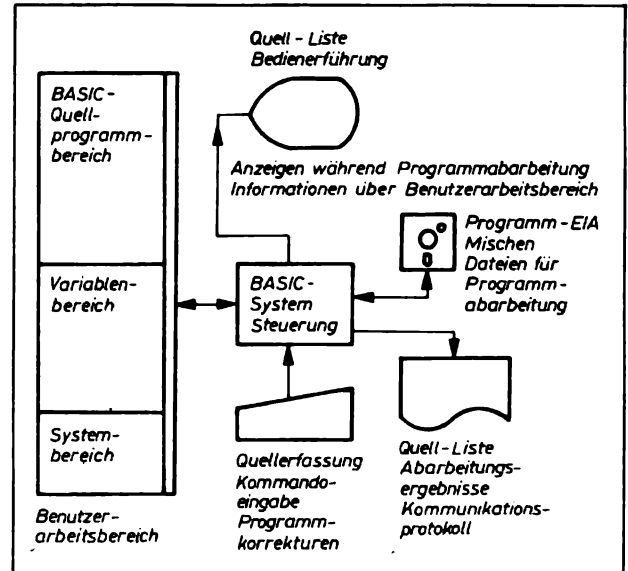 Quell - Liste
Bedienerführung
BASIC-
Quell-
programm-
bereich
Anzeigen während Programmabarbeitung
Informationen über Benutzerarbeitsbereich
Programm - E/A
Mischen
Dateien für
Programm-
abarbeitung
Variablen-
bereich
BASIC-
System
Steuerung
System-
bereich
Quellerfassung
Kommando-
eingabe
Programm-
korrekturen
Quell - Liste
Abarbeitungs-
ergebnisse
Kommunikations-
protokoll
Benutzer-
arbeitsbereich